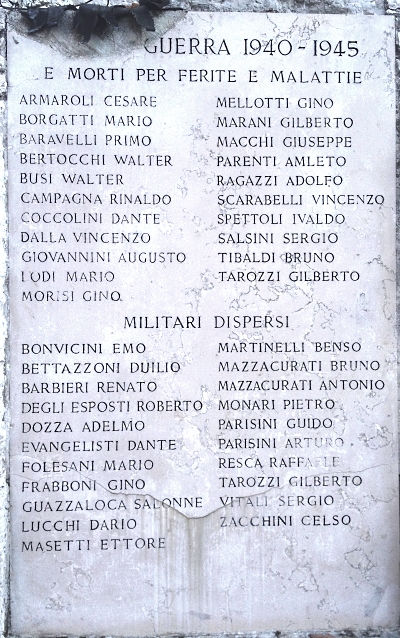 GUERRA 1940-1945
E MORTI PER FERITE E MALATTIE
ARMAROLI CESARE
BORGATTI MARIO
BARAVELLI PRIMO
BERTOCCHI WALTER
BUSI WALTER
CAMPAGNA RINALDO
COCCOLINI DANTE
DALLA VINCENZO
GIOVANNINI AUGUSTO
LODI MARIO
MORISI GINO
MELLOTTI GINO
MARANI GILBERTO
MACCHI GIUSEPPE
PARENTI AMLETO
RAGAZZI ADOLFO
SCARABELLI VINCENZO
SPETTOLI IVALDO
SALSINI SERGIO
TIBALDI BRUNO
TAROZZI GILBERTO
MILITARI DISPERSI
BONVICINI EMO
BETTAZZONI DUILIO
BARBIERI RENATO
DEGLI ESPOSTI ROBERTO
DOZZA ADELMO
EVANGELISTI DANTE
FOLESANI MARIO
FRABBONI GINO
GUAZZALOCA SALONNE
LUCCHI DARIO
MASETTI ETTORE
MARTINELLI BENSO
MAZZACURATI BRUNO
MAZZACURATI ANTONIO
MONARI PIETRO
PARISINI GUIDO
PARISINI ARTURO
RESCA RAFFAELE
TAROZZI GILBERTO
VITALI SERGIO
ZACCHINI CELSO